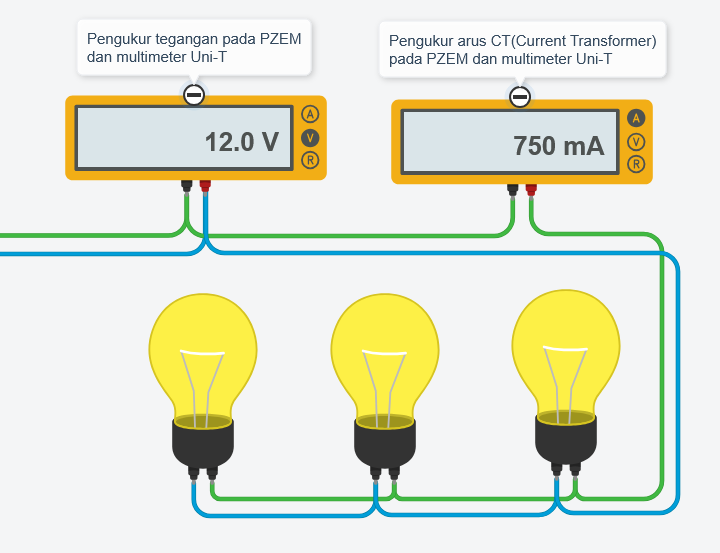 Pengukur tegangan pada PZEM
dan multimeter Uni-T
Pengukur arus CT(Current Transformer)
pada PZEM dan multimeter Uni-T
12.0 V
A
V
R
750 mA
A
V
R